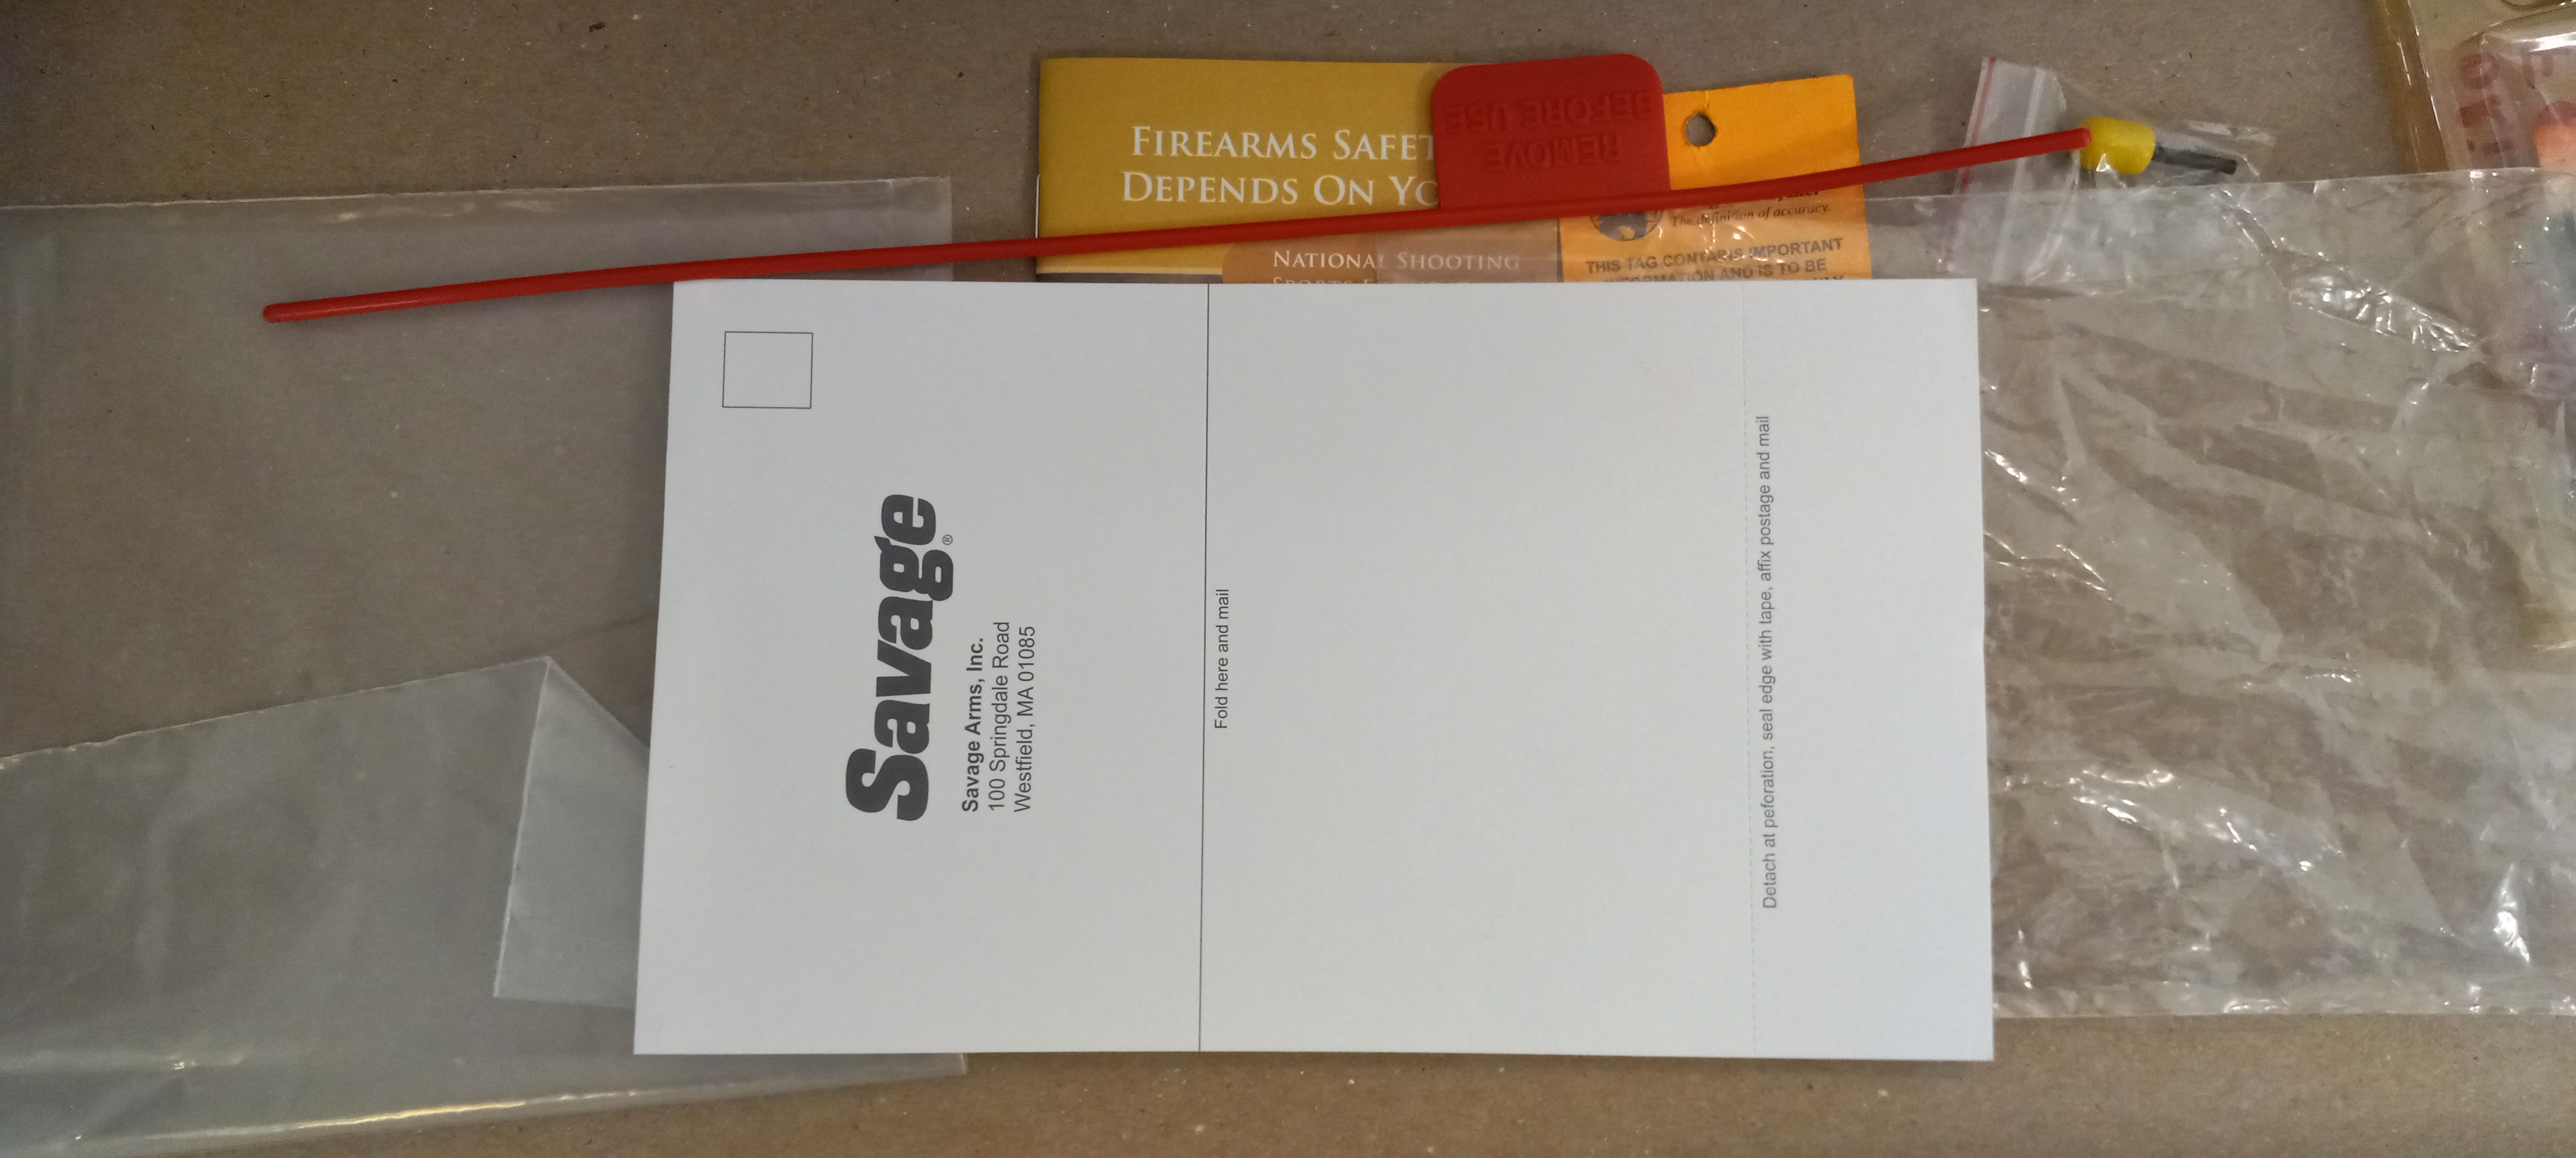 FIREARMS SAFET
DEPENDS ON YO
NATIONAL SHOOTING
REMOVE
BEFORE USE
The definition of accuracy.
THIS TAG CONTAINS IMPORTANT
INFORMATION AND IS TO BE
Savage®
Savage Arms, Inc.
100 Springdale Road
Westfield, MA 01085
Fold here and mail
Detach at peforation, seal edge with tape, affix postage and mail